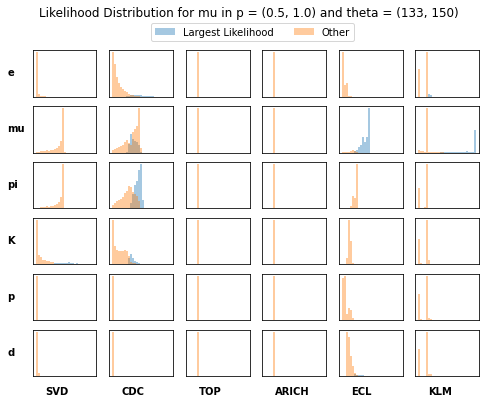 Likelihood Distribution for mu in p = (0.5, 1.0) and theta = (133, 150)
Largest Likelihood Other
e
mu
pi
K
p
d
SVD CDC TOP ARICH ECL KLM